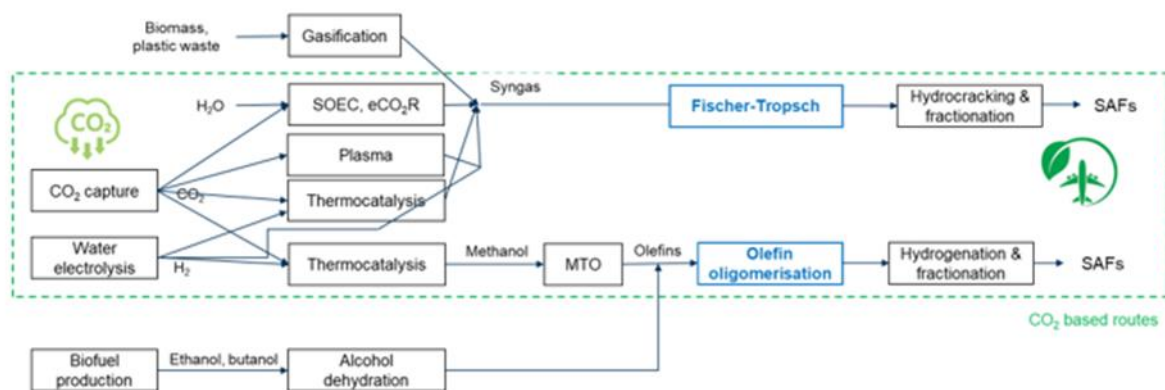 Biomass,
plastic waste
Gasification
Syngas
H₂O
SOEC, eCO₂R
Fischer-Tropsch
Hydrocracking &
fractionation
SAFs
CO₂
Plasma
CO₂ capture
CO₂
Thermocatalysis
Water
electrolysis
H₂
Thermocatalysis
Methanol
MTO
Olefins
Olefin
oligomerisation
Hydrogenation &
fractionation
SAFs
CO₂ based routes
Biofuel
production
Ethanol, butanol
Alcohol
dehydration